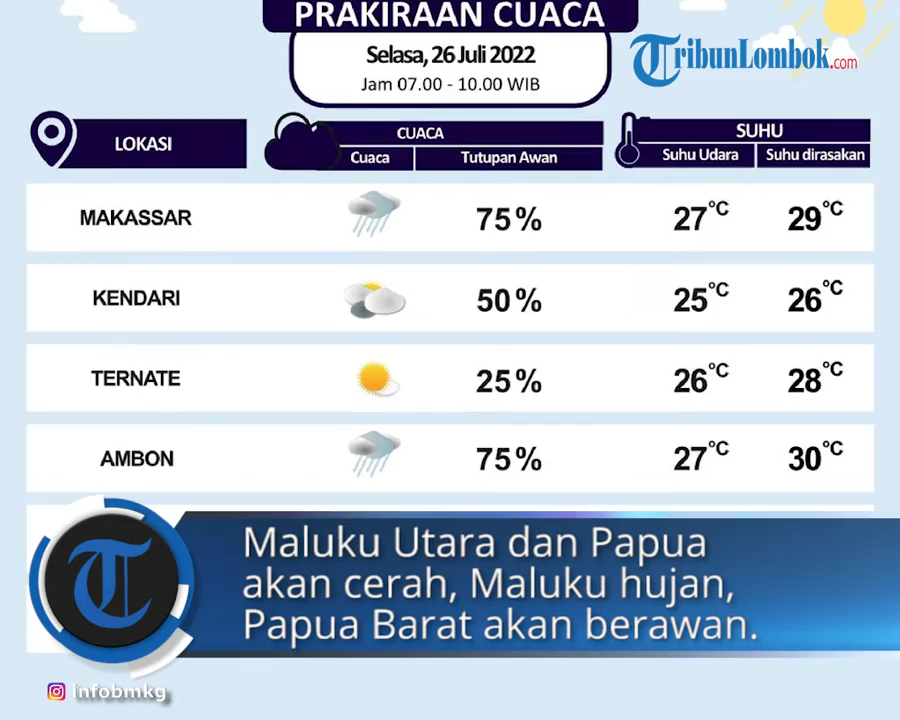 PRAKIRAAN CUACA
Selasa, 26 Juli 2022
Jam 07.00 - 10.00 WIB
TribunLombok.com
LOKASI
CUACA
Cuaca Tutupan Awan
SUHU
Suhu Udara Suhu dirasakan
MAKASSAR 75% 27°C 29°C
KENDARI 50% 25°C 26°C
TERNATE 25% 26°C 28°C
AMBON 75% 27°C 30°C
T
Maluku Utara dan Papua
akan cerah, Maluku hujan,
Papua Barat akan berawan.
infobmkg